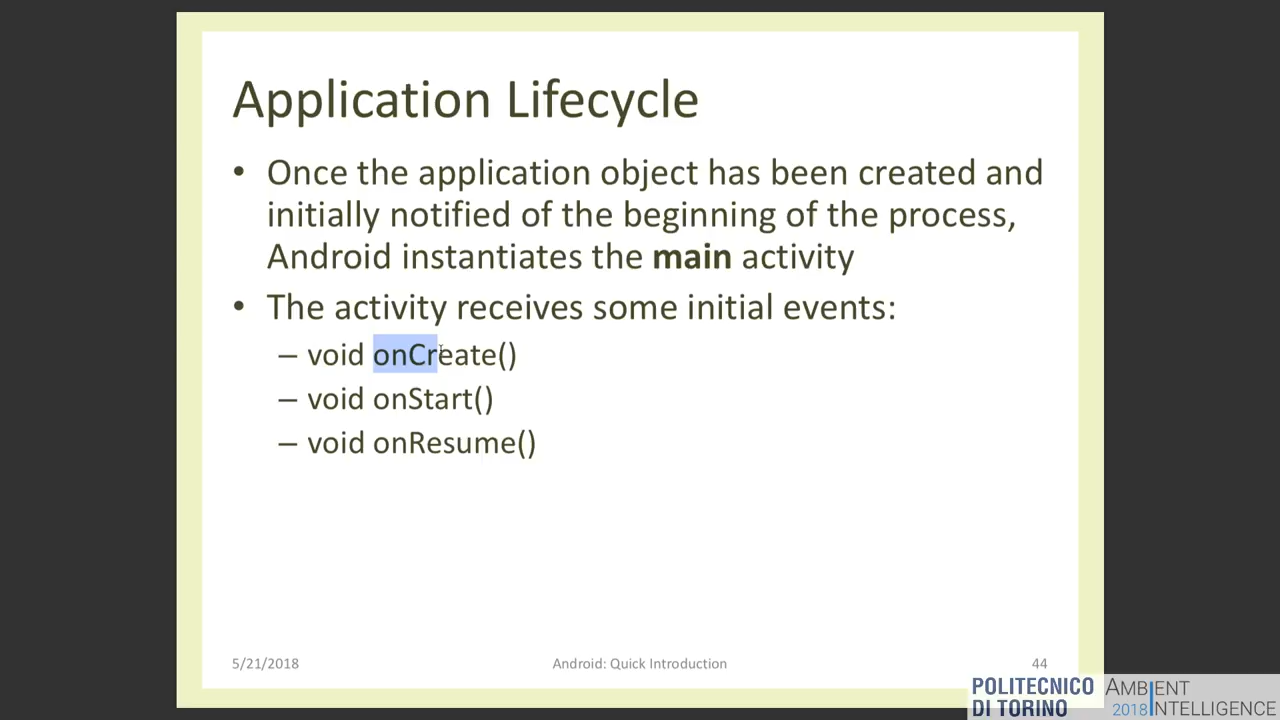 Application Lifecycle
• Once the application object has been created and
initially notified of the beginning of the process,
Android instantiates the main activity
• The activity receives some initial events:
– void onCreate()
– void onStart()
– void onResume()
5/21/2018
Android: Quick Introduction
44
POLITECNICO
DI TORINO
AMBIENT
2018 INTELLIGENCE